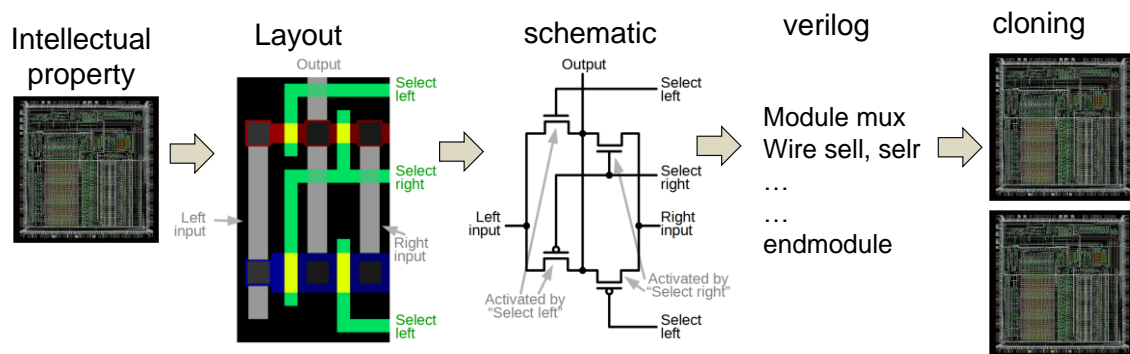 Intellectual
property
Layout
Output
Select
left
Select
right
Left
input
Right
input
Select
left
schematic
Output
Select
left
Select
right
Left
input
Right
input
Activated by
“Select left”
Activated by
“Select right”
Select
left
verilog
Module mux
Wire sell, selr
…
…
endmodule
cloning